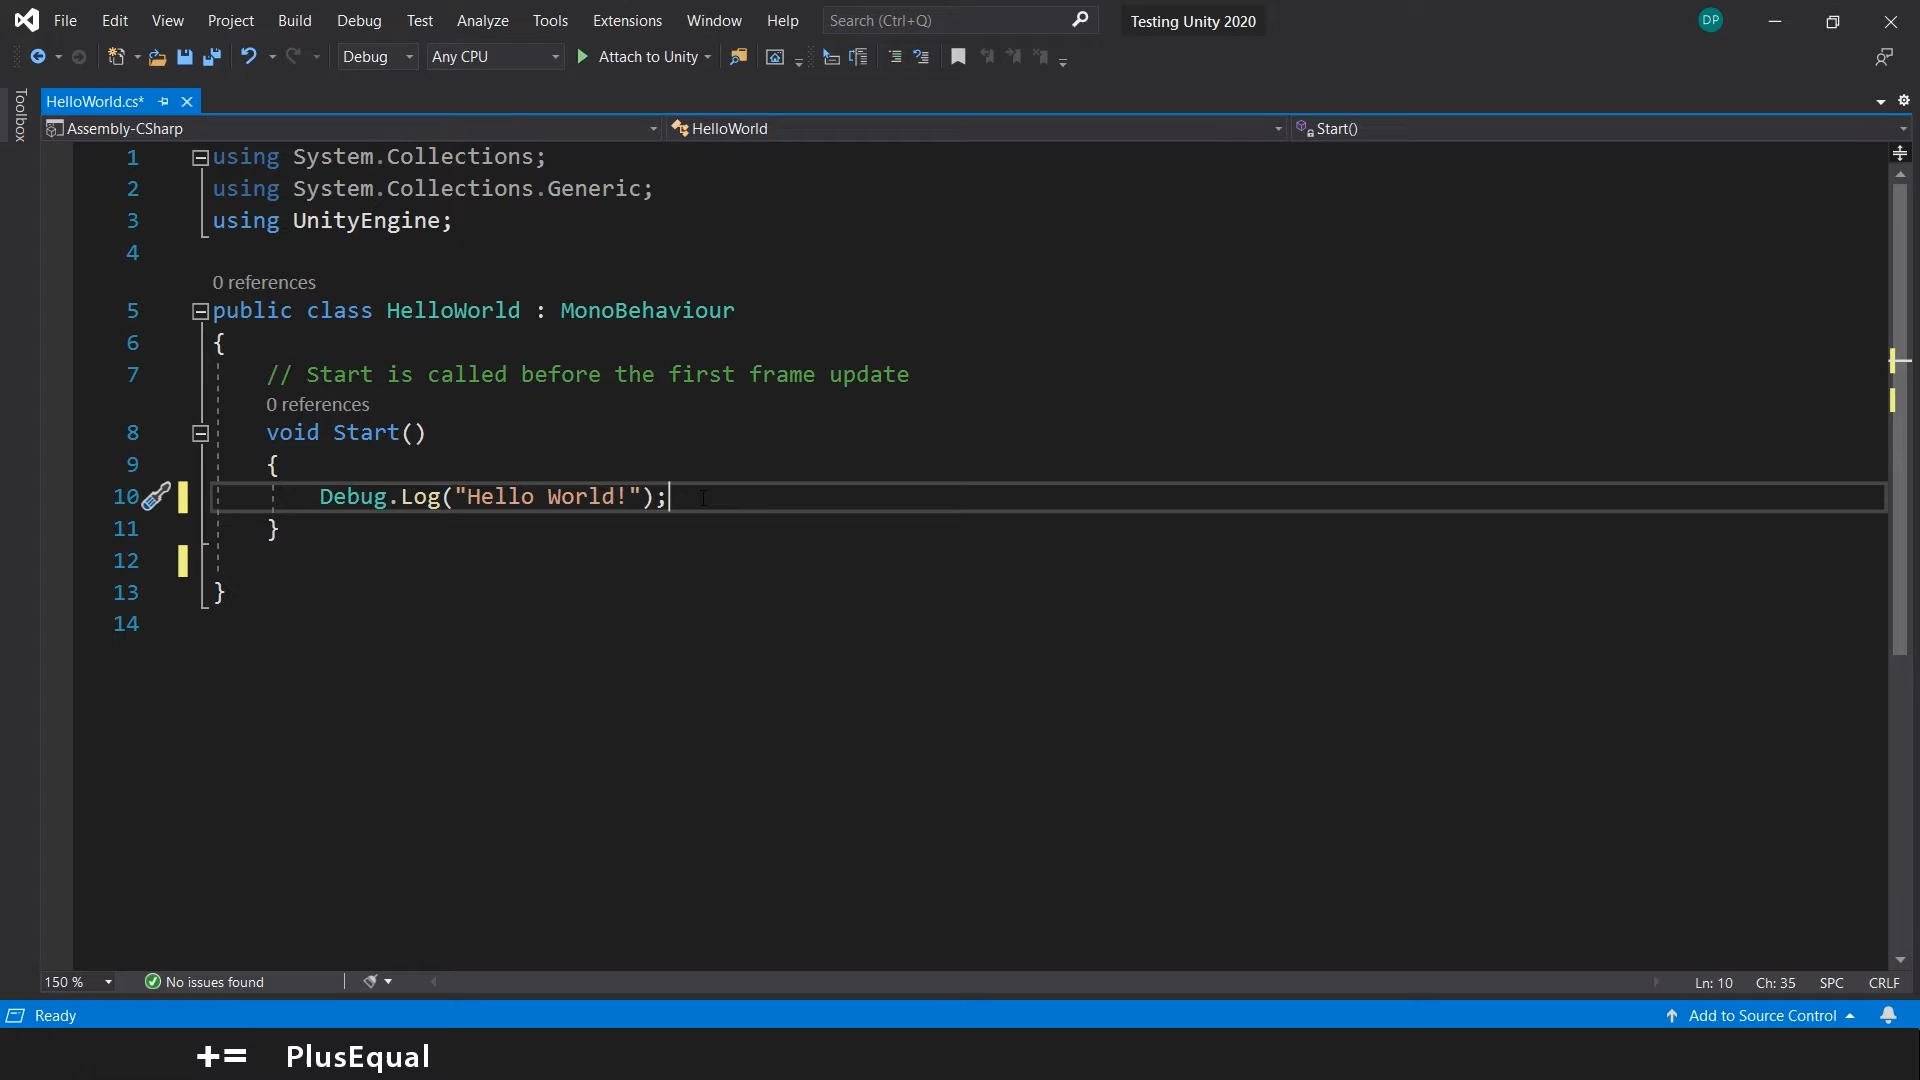 File Edit View Project Build Debug Test Analyze Tools Extensions Window Help Search (Ctrl+Q) Testing Unity 2020 DP
Debug Any CPU Attach to Unity
Toolbox
HelloWorld.cs*
Assembly-CSharp HelloWorld Start()
1 using System.Collections;
2 using System.Collections.Generic;
3 using UnityEngine;
4
0 references
5 public class HelloWorld : MonoBehaviour
6 {
7 // Start is called before the first frame update
0 references
8 void Start()
9 {
10 Debug.Log("Hello World!");
11 }
12
13 }
14
150 % No issues found Ln: 10 Ch: 35 SPC CRLF
Ready Add to Source Control
+= PlusEqual